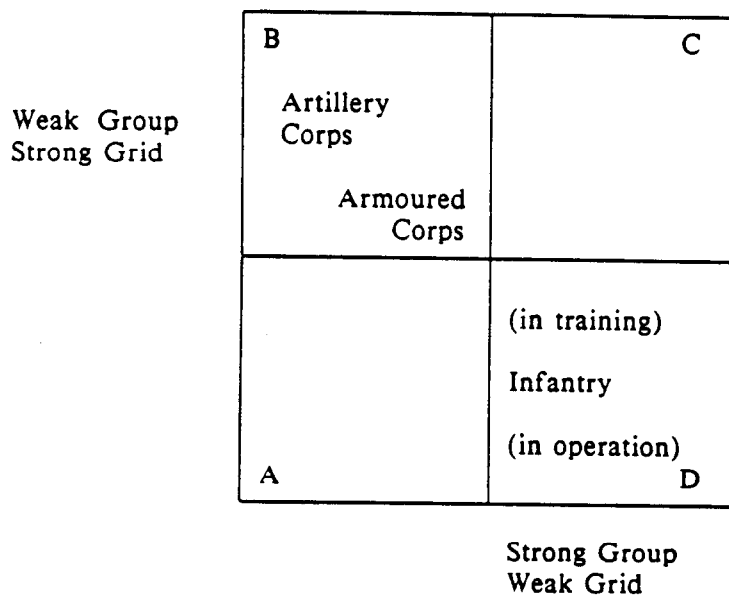 B
C
Artillery
Corps
Weak Group
Strong Grid
Armoured
Corps
(in training)
Infantry
(in operation)
A
D
Strong Group
Weak Grid